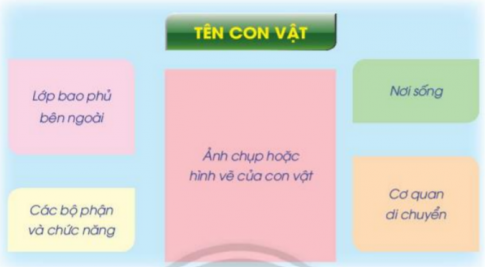 TÊN CON VẬT
Lớp bao phủ
bên ngoài
Nơi sống
Ảnh chụp hoặc
hình vẽ của con vật
Các bộ phận
và chức năng
Cơ quan
di chuyển